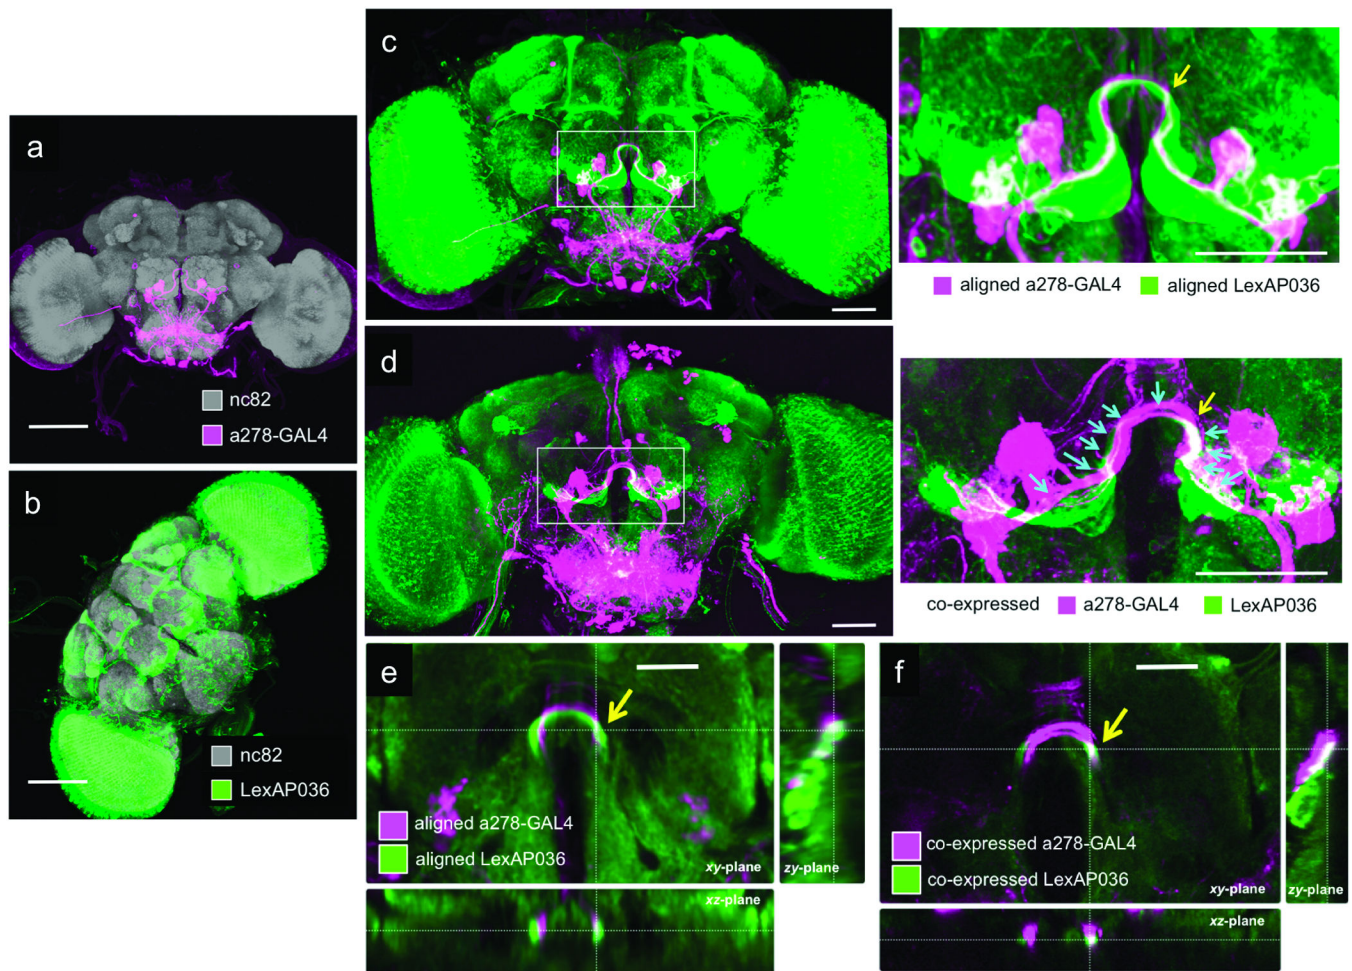 a
nc82
a278-GAL4
b
nc82
LexAP036
c
aligned a278-GAL4 aligned LexAP036
d
co-expressed a278-GAL4 LexAP036
e
aligned a278-GAL4
aligned LexAP036
xy-plane
zy-plane
xz-plane
f
co-expressed a278-GAL4
co-expressed LexAP036
xy-plane
zy-plane
xz-plane